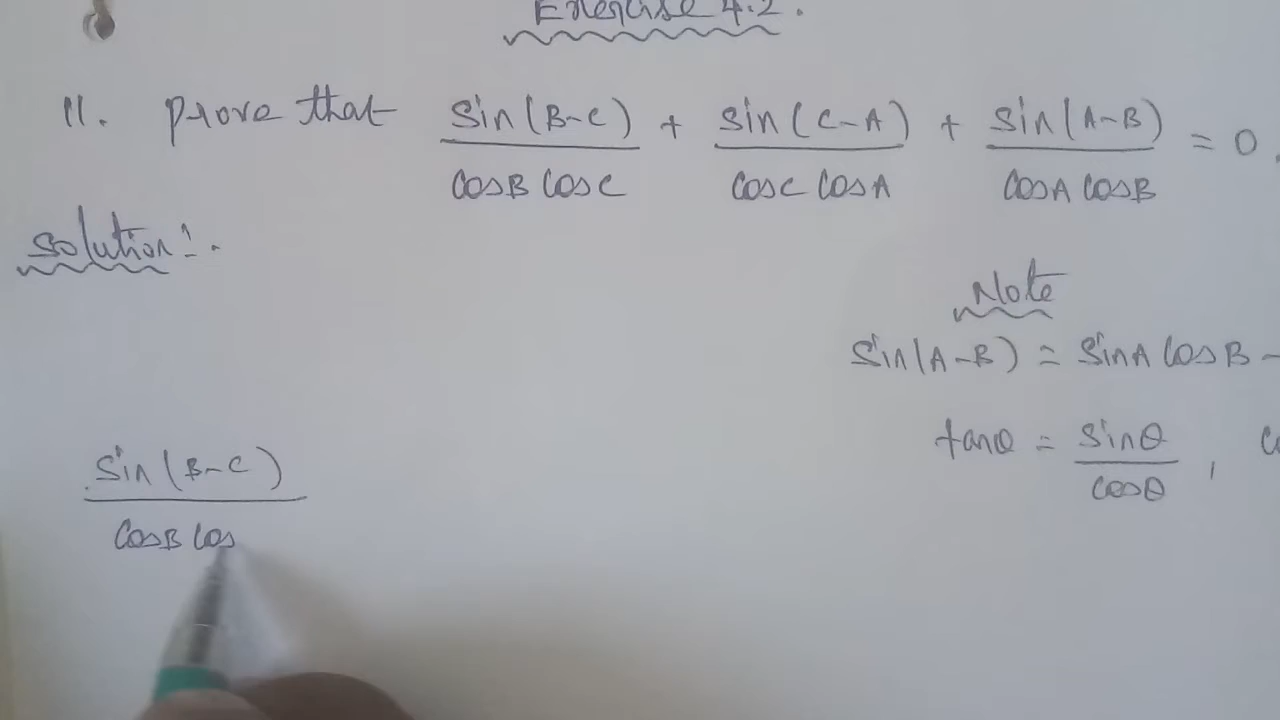 Exercise 4.2.
11. Prove that sin(B-C)/cosB cosC + sin(C-A)/cosC cosA + sin(A-B)/cosA cosB = 0.
Solution:.
Note
sin(A-B) = sinA cosB -
tanθ = sinθ/cosθ ,
sin(B-C)/cosB cos